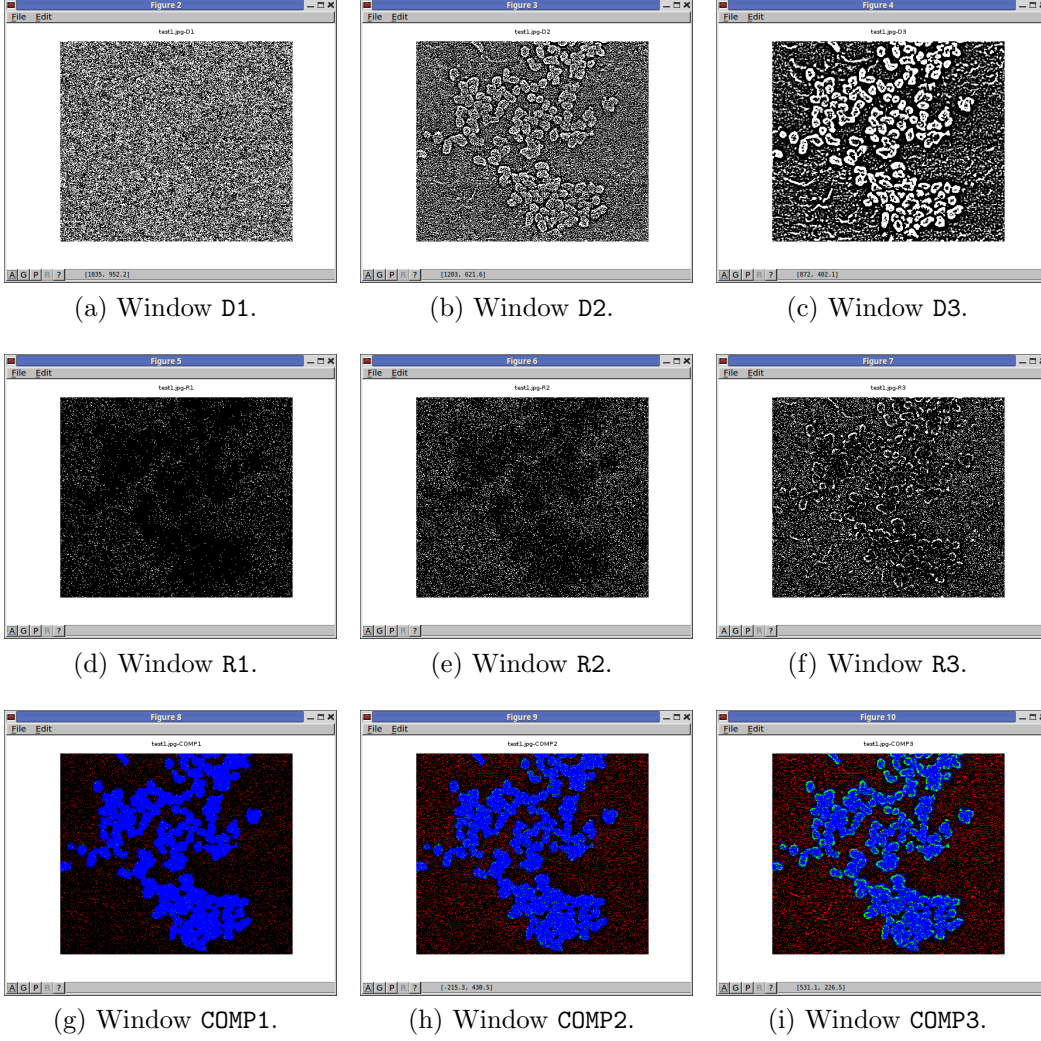 Figure 2
File Edit
test1.jpg-D1
A G P R ? [1035, 952.2]
(a) Window D1.
Figure 3
File Edit
test1.jpg-D2
A G P R ? [1203, 621.6]
(b) Window D2.
Figure 4
File Edit
test1.jpg-D3
A G P R ? [872, 402.1]
(c) Window D3.
Figure 5
File Edit
test1.jpg-R1
A G P R ?
(d) Window R1.
Figure 6
File Edit
test1.jpg-R2
A G P R ?
(e) Window R2.
Figure 7
File Edit
test1.jpg-R3
A G P R ?
(f) Window R3.
Figure 8
File Edit
test1.jpg-COMP1
A G P R ?
(g) Window COMP1.
Figure 9
File Edit
test1.jpg-COMP2
A G P R ? [-215.3, 430.5]
(h) Window COMP2.
Figure 10
File Edit
test1.jpg-COMP3
A G P R ? [531.1, 226.5]
(i) Window COMP3.